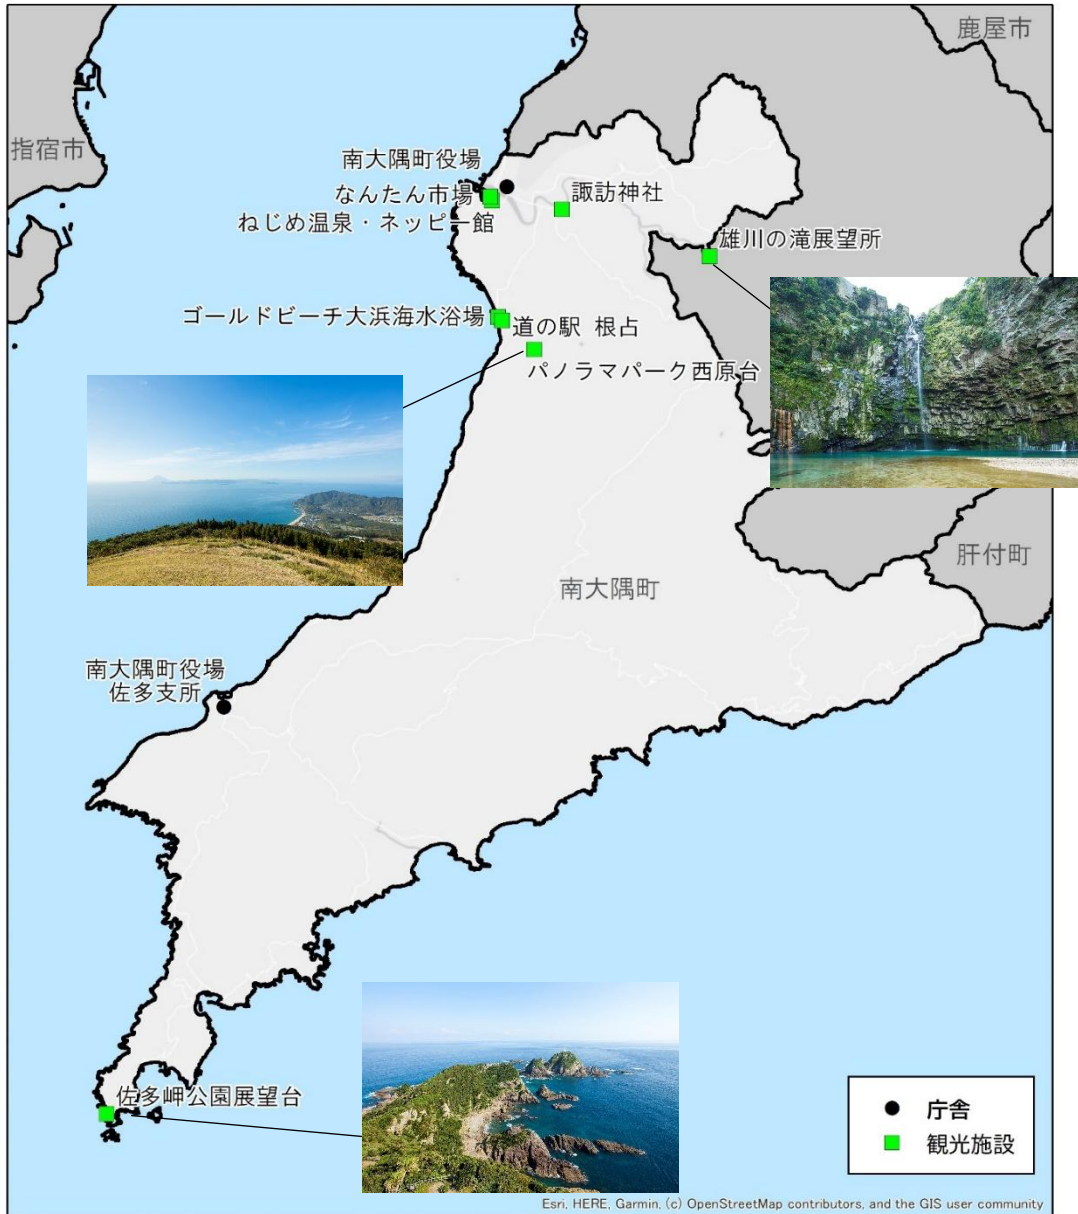 鹿屋市
指宿市
南大隅町役場
なんたん市場
諏訪神社
ねじめ温泉・ネッピー館
雄川の滝展望所
ゴールドビーチ大浜海水浴場
道の駅 根占
パノラマパーク西原台
肝付町
南大隅町
南大隅町役場
佐多支所
佐多岬公園展望台
庁舎
観光施設
Esri, HERE, Garmin, (c) OpenStreetMap contributors, and the GIS user community